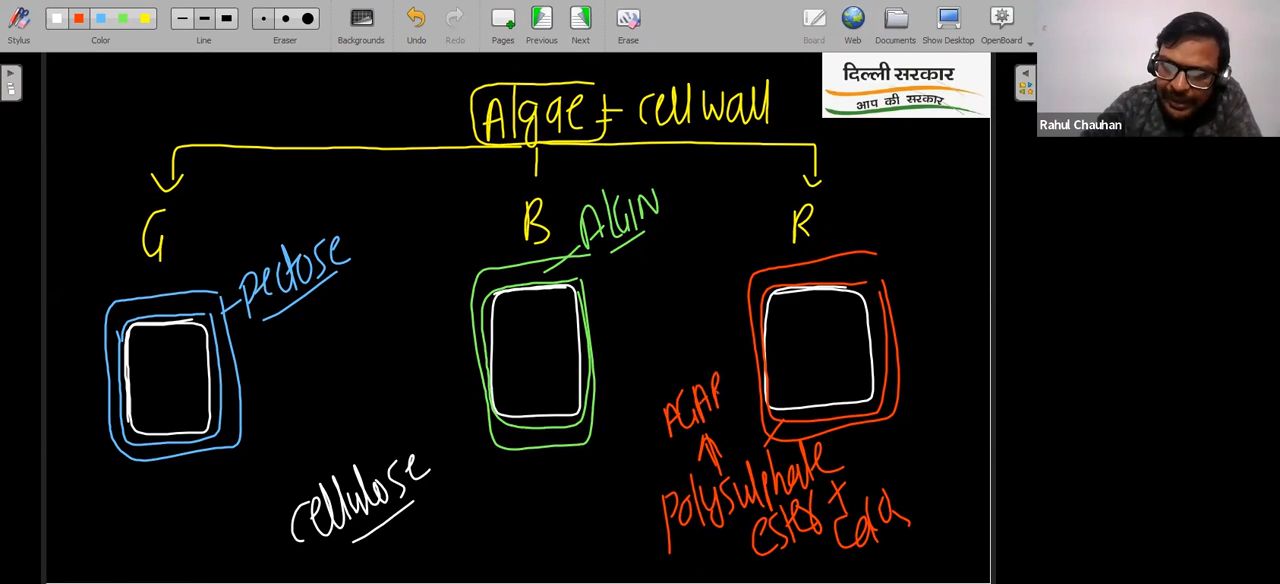 Stylus
Color
Line
Eraser
Backgrounds
Undo
Redo
Pages
Previous
Next
Erase
Board
Web
Documents
Show Desktop
OpenBoard
दिल्ली सरकार
आप की सरकार
Rahul Chauhan
Algae - cell wall
G
B
R
pectose
ALGIN
AGAR
cellulose
polysulphate
ester +